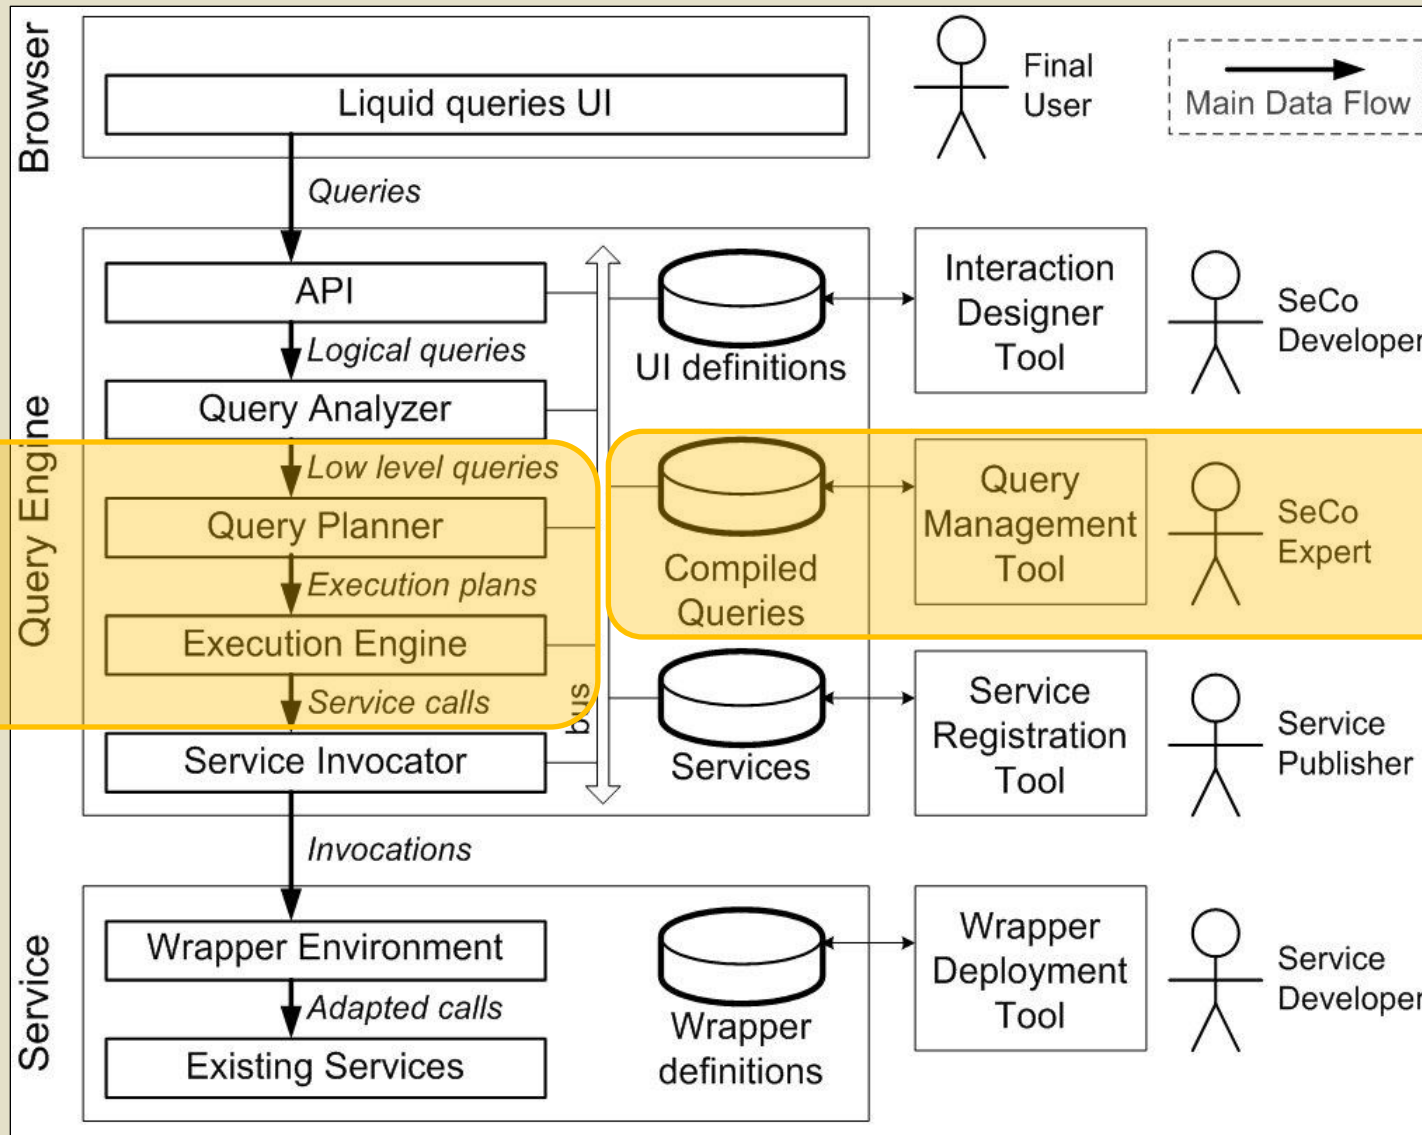 Browser
Liquid queries UI
Final
User
Main Data Flow
Queries
Query Engine
API
Logical queries
Query Analyzer
Low level queries
Query Planner
Execution plans
Execution Engine
Service calls
Service Invocator
bus
UI definitions
Interaction
Designer
Tool
SeCo
Developer
Compiled
Queries
Query
Management
Tool
SeCo
Expert
Services
Service
Registration
Tool
Service
Publisher
Invocations
Service
Wrapper Environment
Adapted calls
Existing Services
Wrapper
definitions
Wrapper
Deployment
Tool
Service
Developer